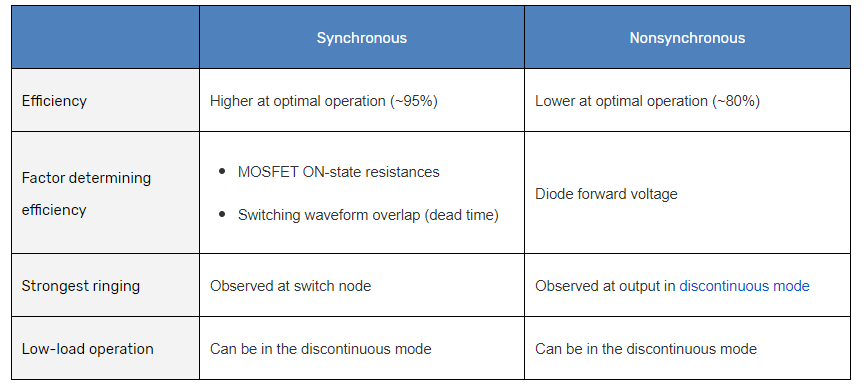 Synchronous Nonsynchronous
Efficiency Higher at optimal operation (~95%) Lower at optimal operation (~80%)
Factor determining efficiency
• MOSFET ON-state resistances
• Switching waveform overlap (dead time)
Diode forward voltage
Strongest ringing Observed at switch node Observed at output in discontinuous mode
Low-load operation Can be in the discontinuous mode Can be in the discontinuous mode